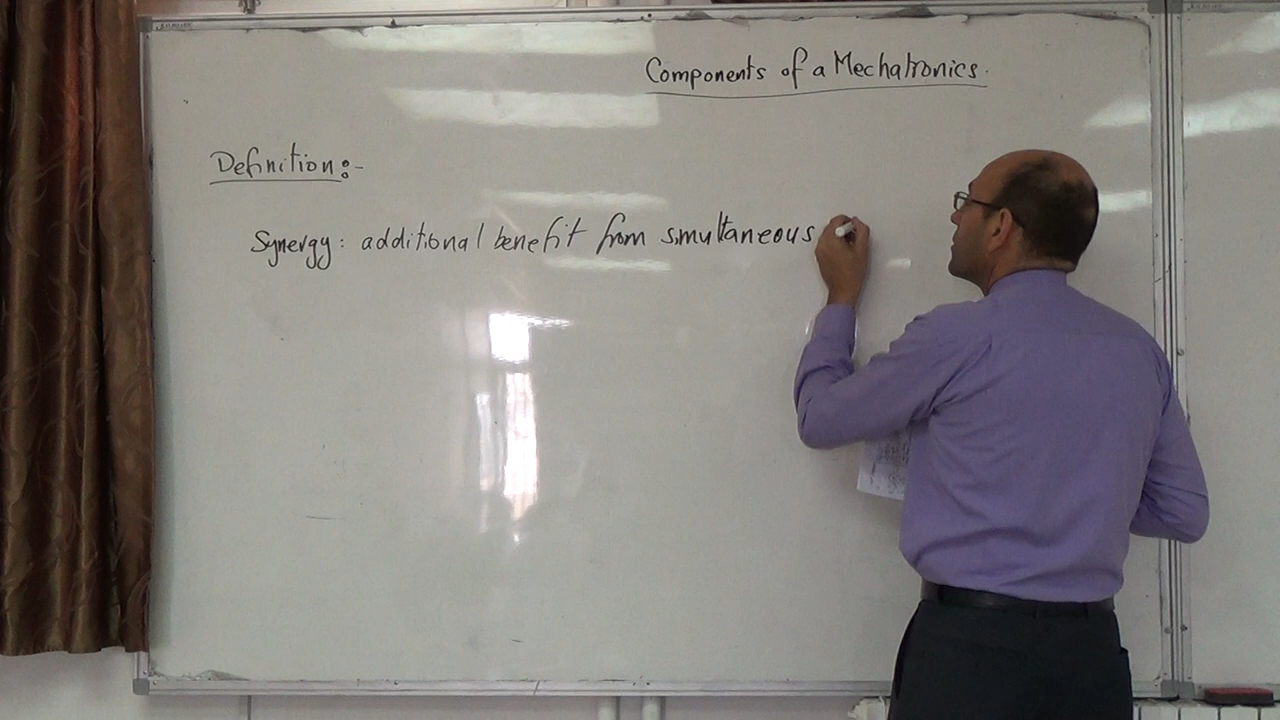 Components of a Mechatronics.
Definition:-
Synergy: additional benefit from simultaneous